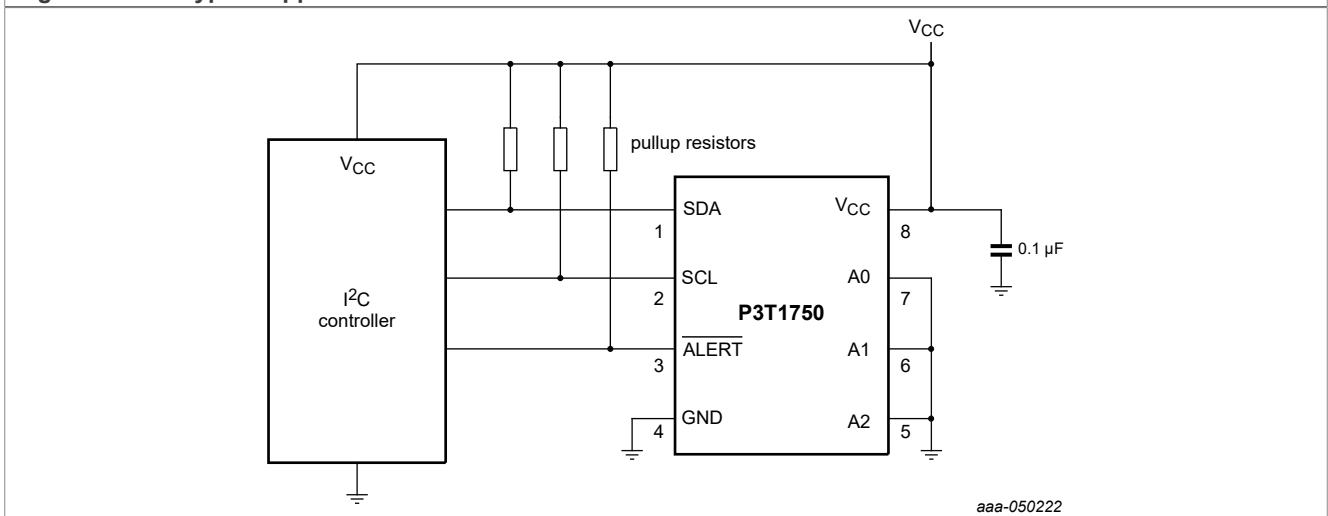 VCC
pullup resistors
VCC
I2C
controller
SDA
VCC
1
8
0.1 µF
SCL
A0
2
7
P3T1750
ALERT
A1
3
6
GND
A2
4
5
aaa-050222